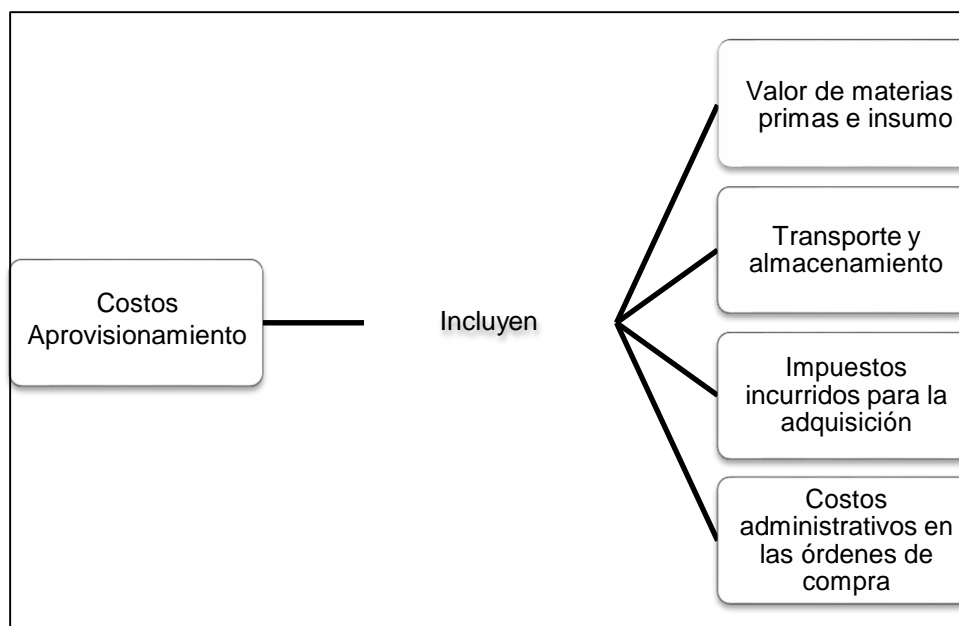 Costos
Aprovisionamiento
Incluyen
Valor de materias
primas e insumo
Transporte y
almacenamiento
Impuestos
incurridos para la
adquisición
Costos
administrativos en
las órdenes de
compra